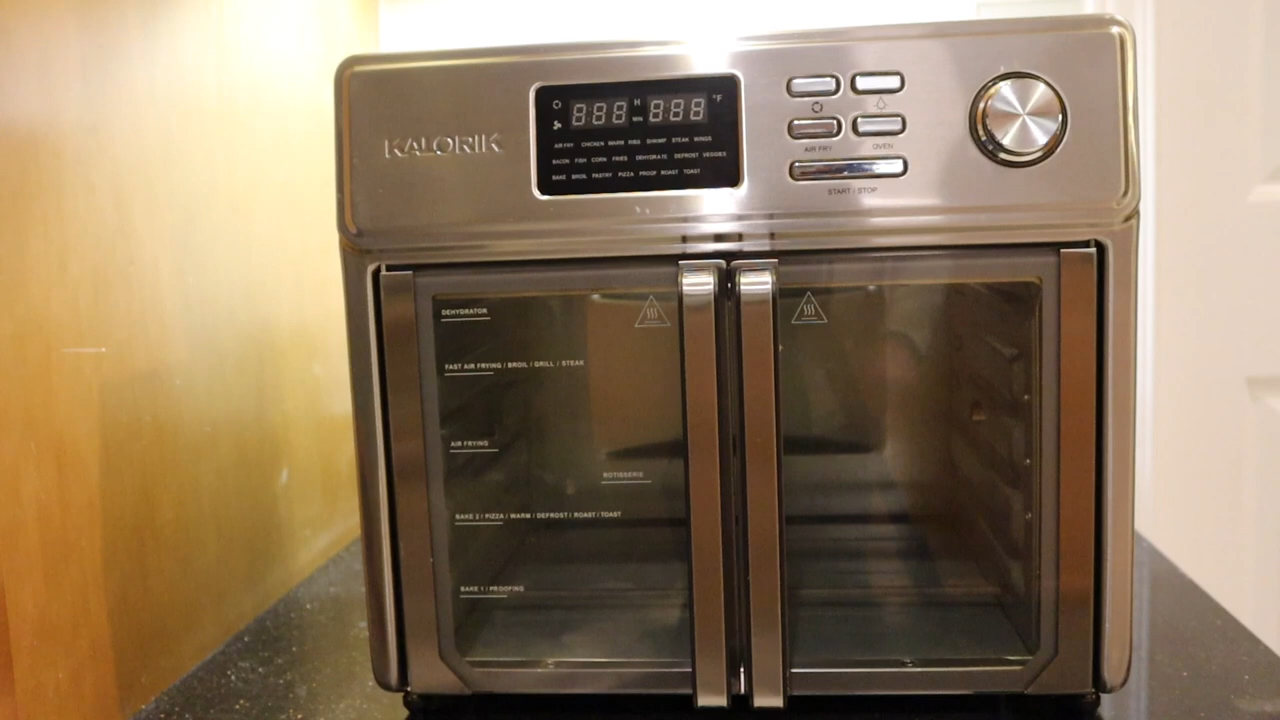 KALORIK
888 H MIN 888 °F
AIR FRY CHICKEN WARM RIBS SHRIMP STEAK WINGS
BACON FISH CORN FRIES DEHYDRATE DEFROST VEGGIES
BAKE BROIL PASTRY PIZZA PROOF ROAST TOAST
AIR FRY OVEN
START / STOP
DEHYDRATOR
FAST AIR FRYING / BROIL / GRILL / STEAK
AIR FRYING
ROTISSERIE
BAKE 2 / PIZZA / WARM / DEFROST / ROAST / TOAST
BAKE 1 / PROOFING